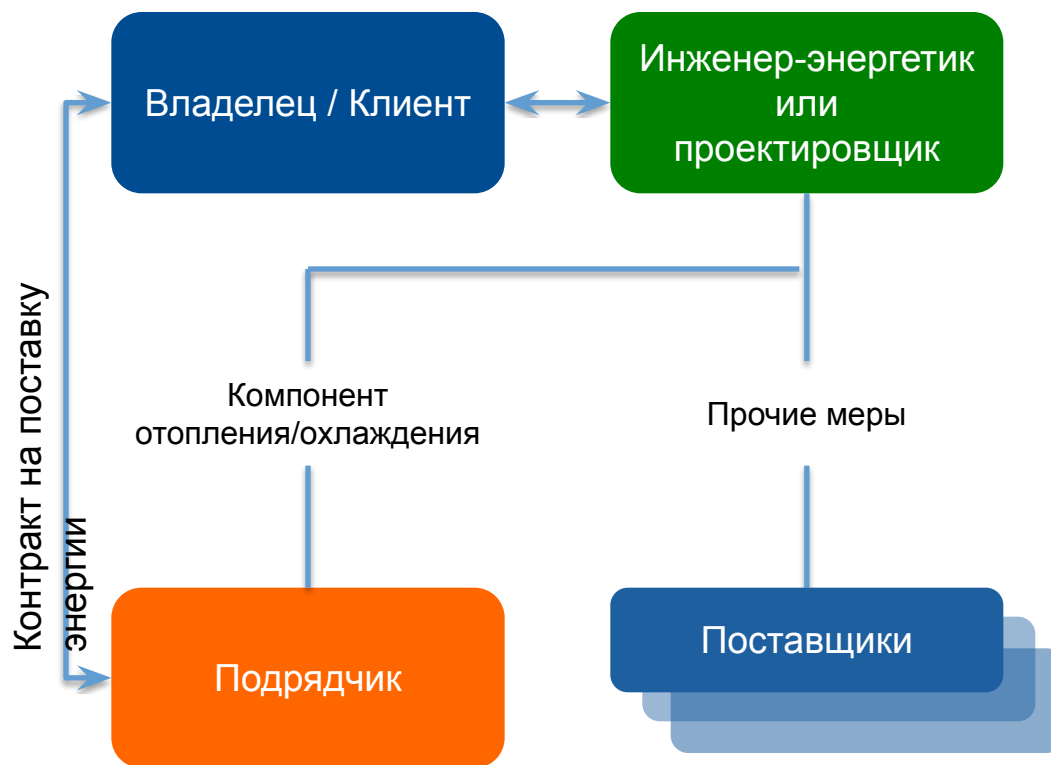 Владелец / Клиент
Инженер-энергетик
или
проектировщик
Контракт на поставку
энергии
Компонент
отопления/охлаждения
Прочие меры
Подрядчик
Поставщики